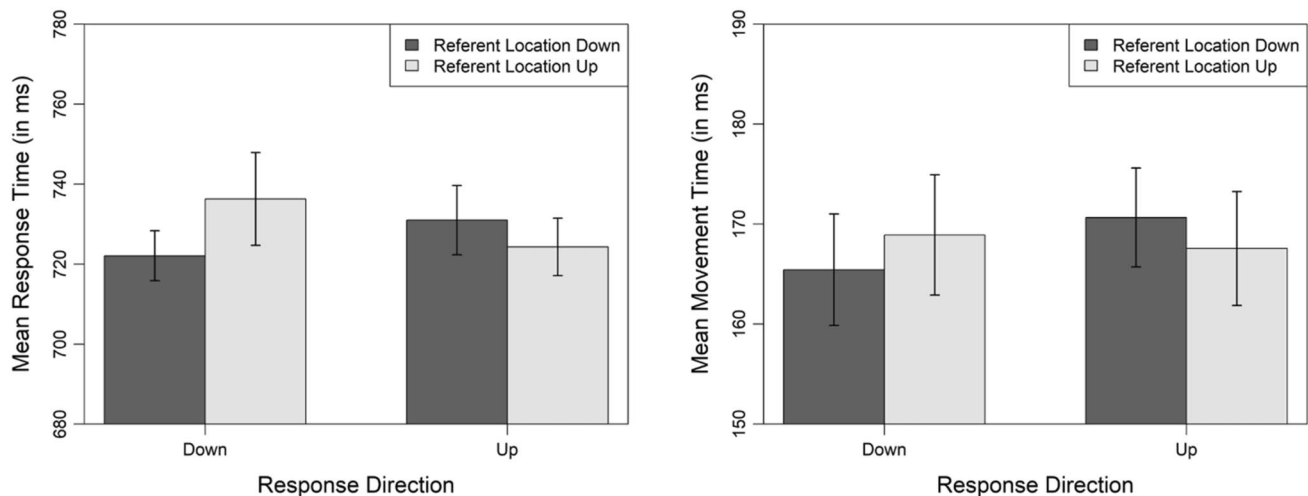 Mean Response Time (in ms)
780
760
740
720
700
680
Referent Location Down
Referent Location Up
Down
Up
Response Direction
Mean Movement Time (in ms)
190
180
170
160
150
Referent Location Down
Referent Location Up
Down
Up
Response Direction